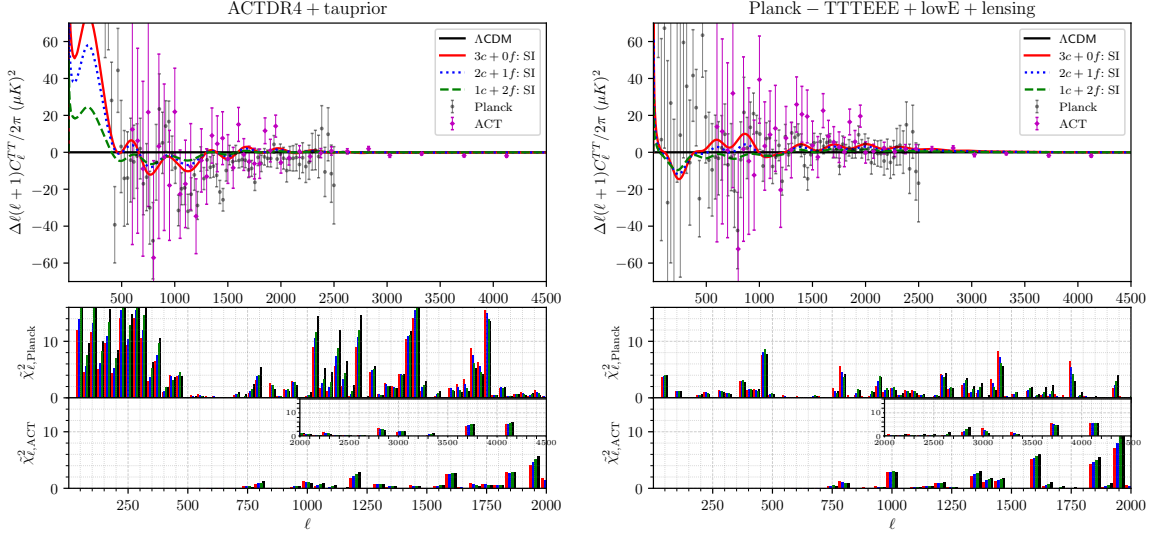 ACTDR4 + tauprior
Δℓ(ℓ + 1)C_ℓ^{TT}/2π (μK)²
60
40
20
0
−20
−40
−60
ΛCDM
3c + 0f: SI
2c + 1f: SI
1c + 2f: SI
Planck
ACT
500 1000 1500 2000 2500 3000 3500 4000 4500
χ̃²_{ℓ,Planck}
10
0
χ̃²_{ℓ,ACT}
10
0
10
0
2000 2500 3000 3500 4000 4500
250 500 750 1000 1250 1500 1750 2000
ℓ
Planck − TTTEEE + lowE + lensing
Δℓ(ℓ + 1)C_ℓ^{TT}/2π (μK)²
60
40
20
0
−20
−40
−60
ΛCDM
3c + 0f: SI
2c + 1f: SI
1c + 2f: SI
Planck
ACT
500 1000 1500 2000 2500 3000 3500 4000 4500
χ̃²_{ℓ,Planck}
10
0
χ̃²_{ℓ,ACT}
10
0
10
0
2000 2500 3000 3500 4000 4500
250 500 750 1000 1250 1500 1750 2000
ℓ